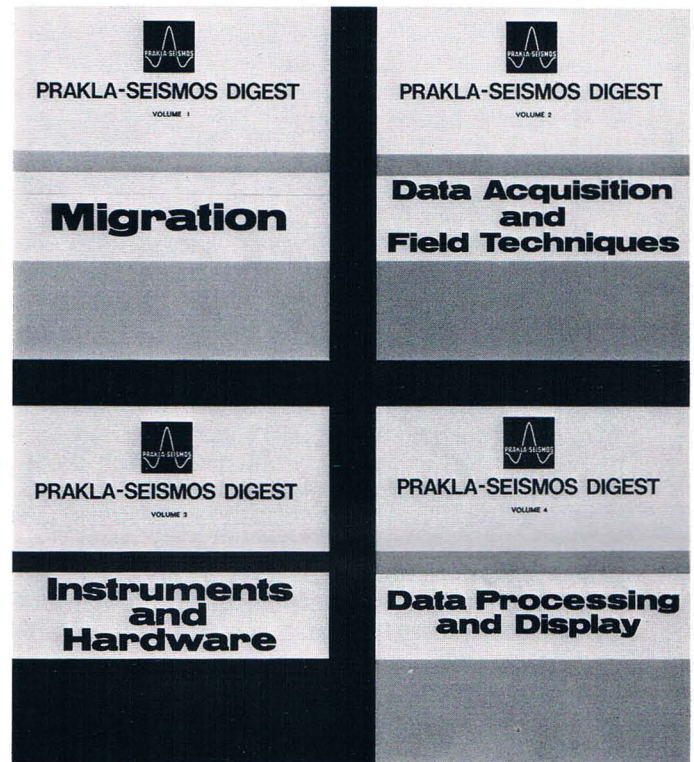 PRAKLA-SEISMOS
PRAKLA-SEISMOS DIGEST
VOLUME 1
Migration
PRAKLA-SEISMOS
PRAKLA-SEISMOS DIGEST
VOLUME 2
Data Acquisition
and
Field Techniques
PRAKLA-SEISMOS
PRAKLA-SEISMOS DIGEST
VOLUME 3
Instruments
and
Hardware
PRAKLA-SEISMOS
PRAKLA-SEISMOS DIGEST
VOLUME 4
Data Processing
and Display